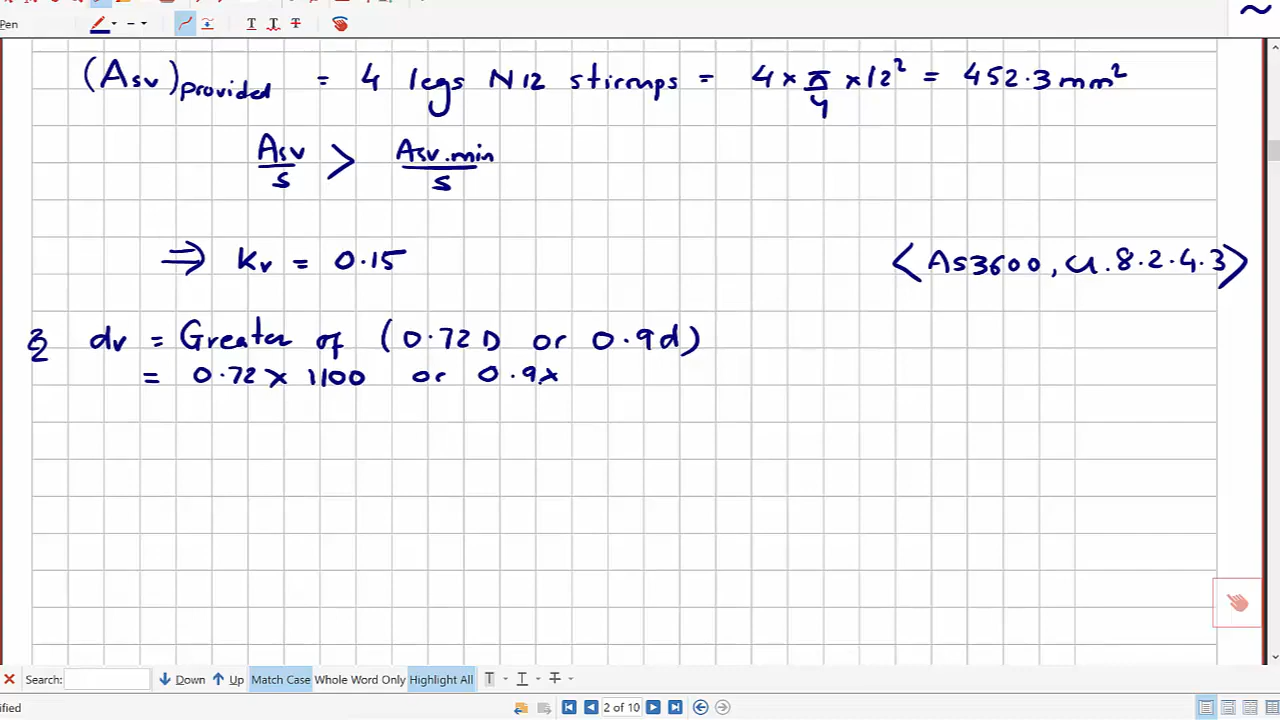 Pen
(Asv)provided = 4 legs N12 stirrups = 4 × π/4 × 12² = 452.3 mm²
Asv/s > Asv.min/s
⇒ kv = 0.15 <AS3600, Cl. 8.2.4.3>
& dv = Greater of (0.72D or 0.9d)
= 0.72 × 1100 or 0.9×
Search: Down Up Match Case Whole Word Only Highlight All T T T
ified 2 of 10